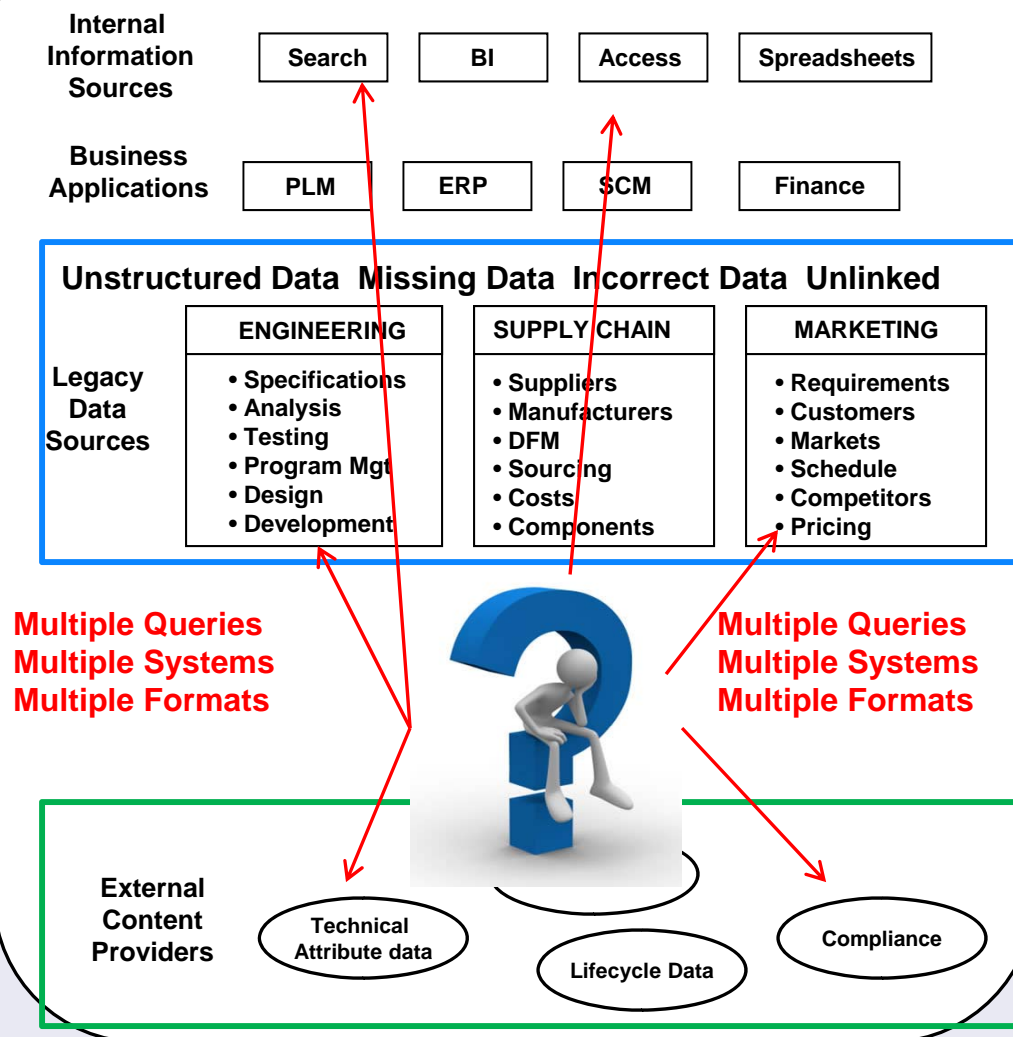 Internal
Information
Sources
Search
BI
Access
Spreadsheets
Business
Applications
PLM
ERP
SCM
Finance
Unstructured Data  Missing Data  Incorrect Data  Unlinked
Legacy
Data
Sources
ENGINEERING
• Specifications
• Analysis
• Testing
• Program Mgt
• Design
• Development
SUPPLY CHAIN
• Suppliers
• Manufacturers
• DFM
• Sourcing
• Costs
• Components
MARKETING
• Requirements
• Customers
• Markets
• Schedule
• Competitors
• Pricing
Multiple Queries
Multiple Systems
Multiple Formats
Multiple Queries
Multiple Systems
Multiple Formats
External
Content
Providers
Technical
Attribute data
Lifecycle Data
Compliance